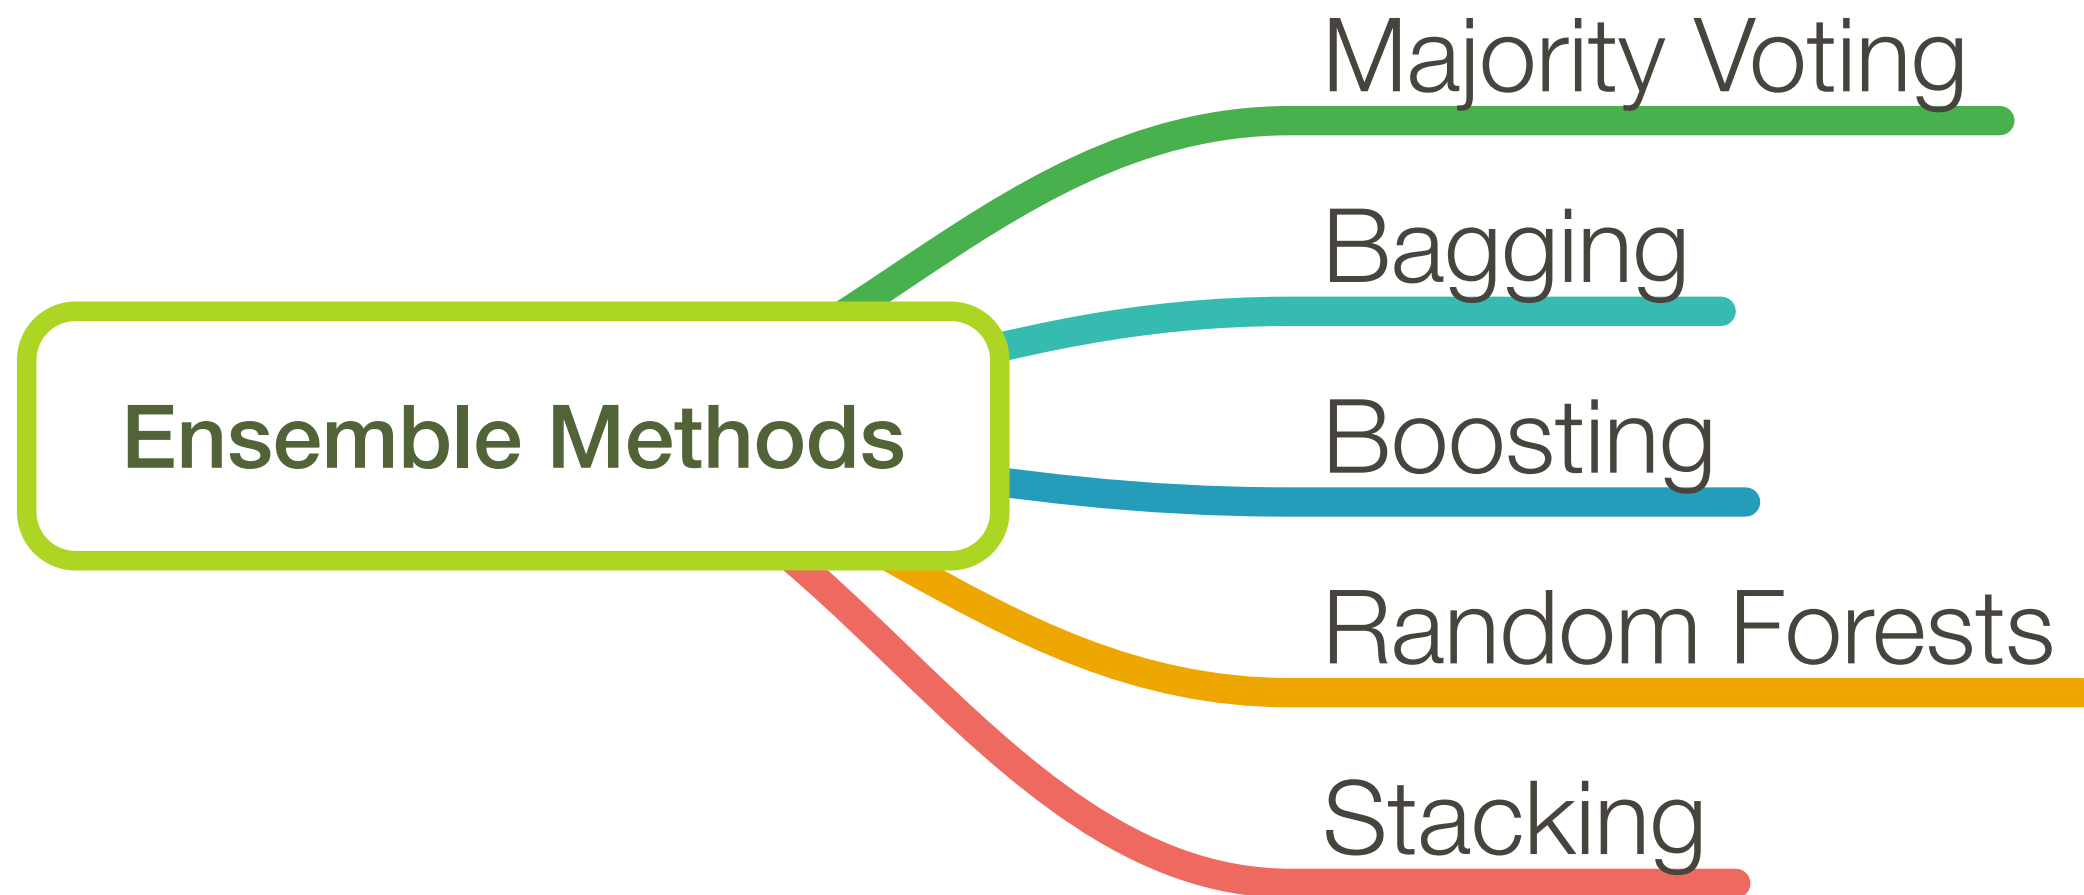 Majority Voting
Bagging
Ensemble Methods
Boosting
Random Forests
Stacking